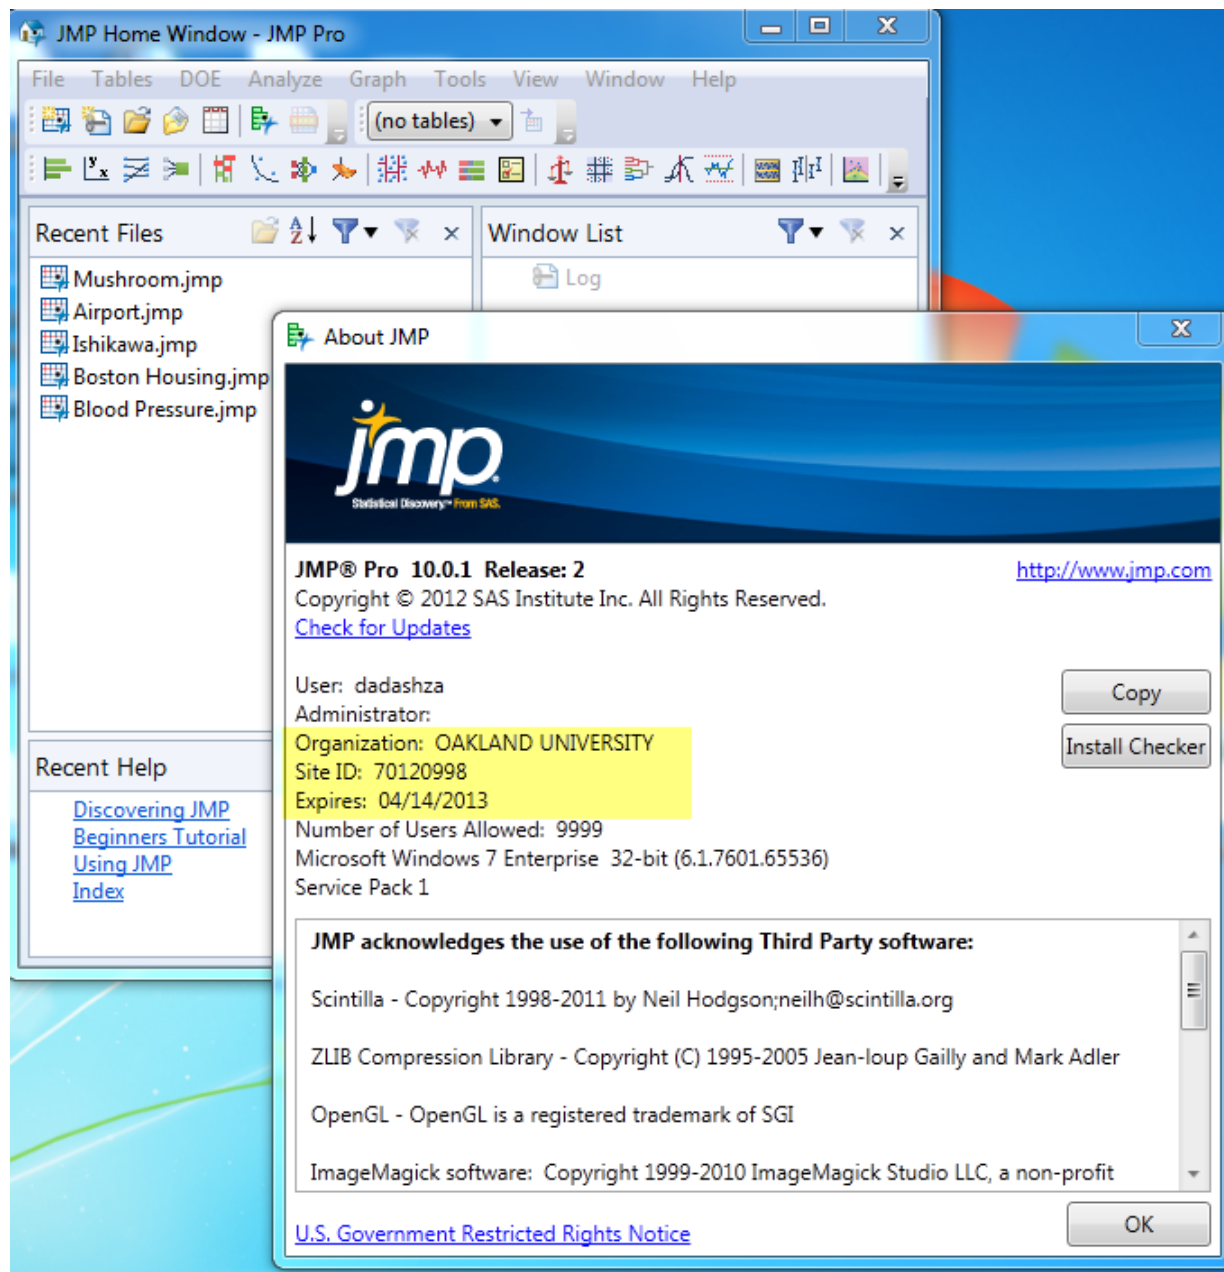 JMP Home Window - JMP Pro
File Tables DOE Analyze Graph Tools View Window Help
(no tables)
Recent Files
Window List
Mushroom.jmp
Airport.jmp
Ishikawa.jmp
Boston Housing.jmp
Blood Pressure.jmp
Log
Recent Help
Discovering JMP
Beginners Tutorial
Using JMP
Index
About JMP
jmp
Statistical Discovery™ From SAS.
JMP® Pro 10.0.1 Release: 2
http://www.jmp.com
Copyright © 2012 SAS Institute Inc. All Rights Reserved.
Check for Updates
User: dadashza
Copy
Administrator:
Organization: OAKLAND UNIVERSITY
Install Checker
Site ID: 70120998
Expires: 04/14/2013
Number of Users Allowed: 9999
Microsoft Windows 7 Enterprise 32-bit (6.1.7601.65536)
Service Pack 1
JMP acknowledges the use of the following Third Party software:
Scintilla - Copyright 1998-2011 by Neil Hodgson;neilh@scintilla.org
ZLIB Compression Library - Copyright (C) 1995-2005 Jean-loup Gailly and Mark Adler
OpenGL - OpenGL is a registered trademark of SGI
ImageMagick software: Copyright 1999-2010 ImageMagick Studio LLC, a non-profit
U.S. Government Restricted Rights Notice
OK